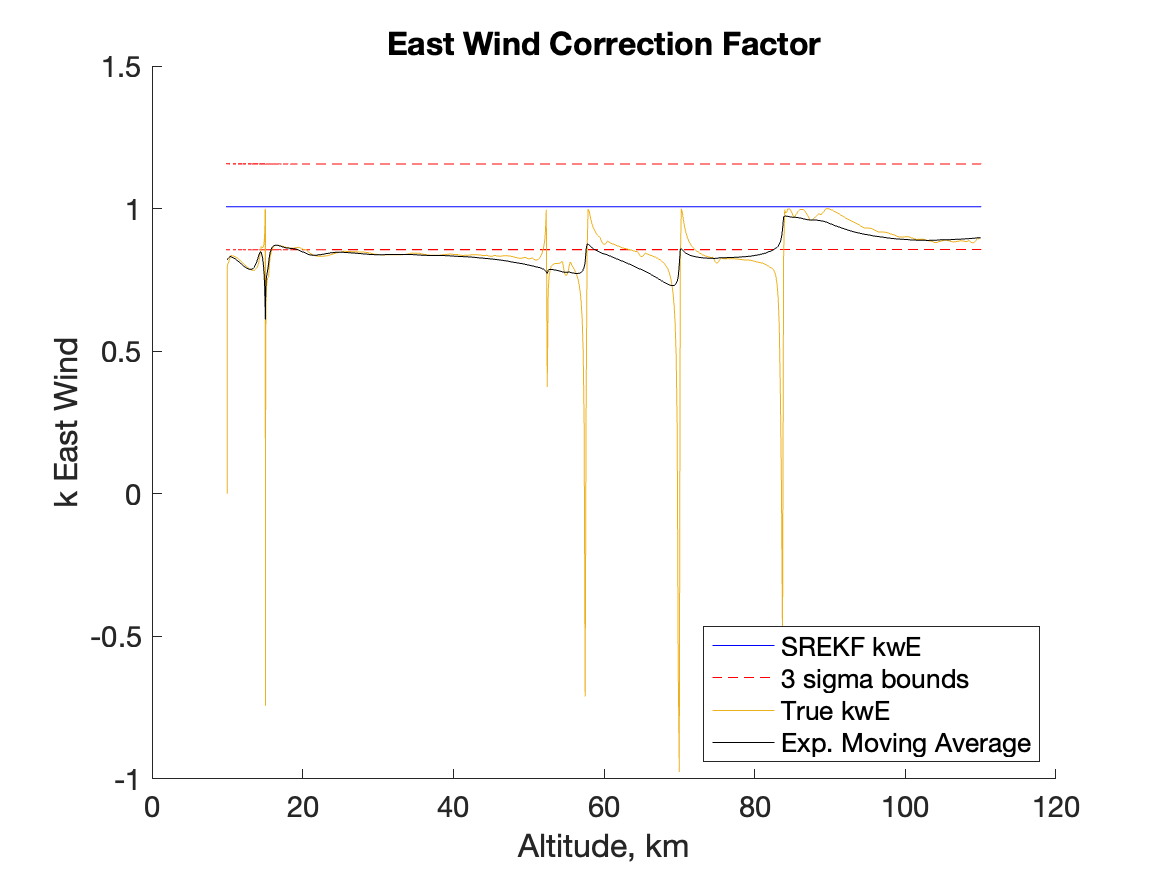 East Wind Correction Factor
1.5
1
0.5
0
-0.5
-1
k East Wind
SREKF kwE
3 sigma bounds
True kwE
Exp. Moving Average
0
20
40
60
80
100
120
Altitude, km